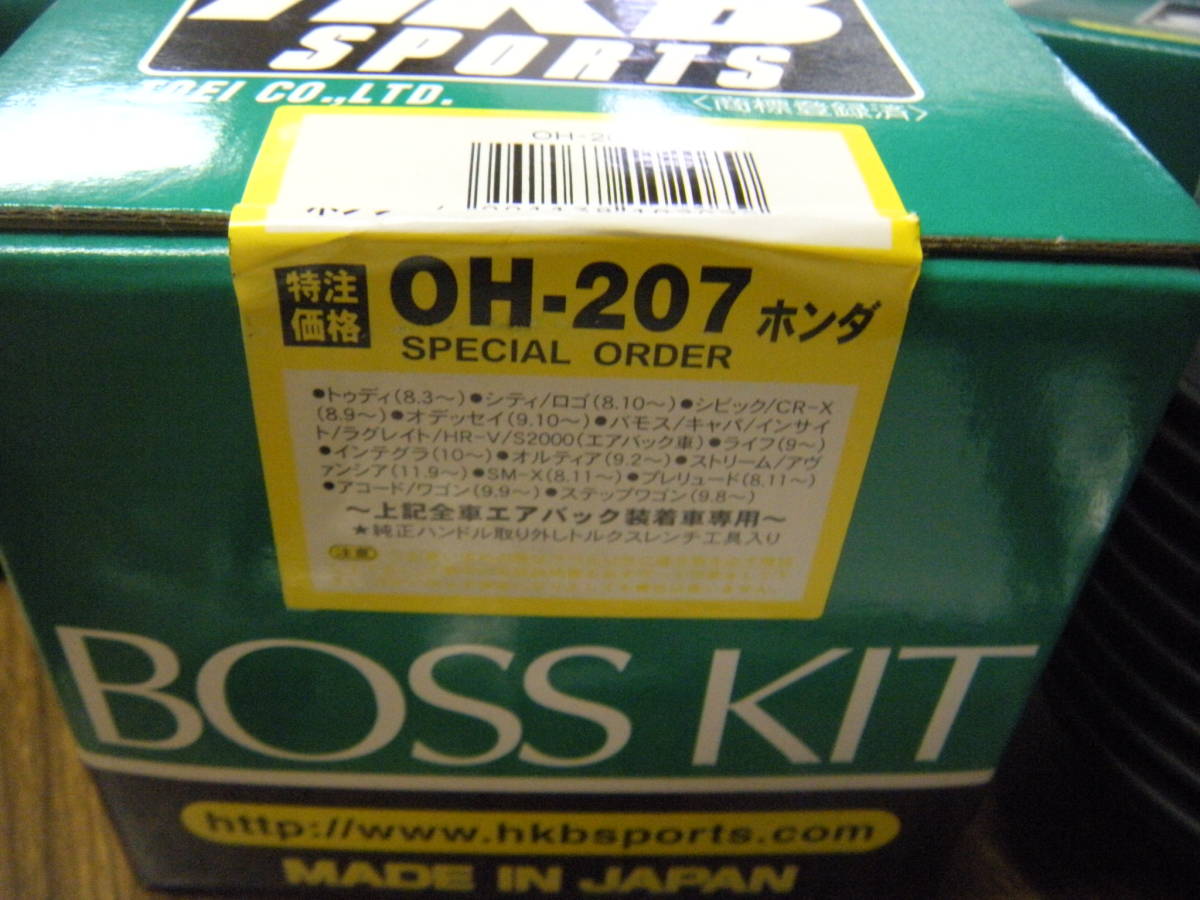 HKB
SPORTS
TOEI CO.,LTD.
〈商標登録済〉
特注
価格
OH-207 ホンダ
SPECIAL ORDER
●トゥディ(8.3～)●シティ/ロゴ(8.10～)●シビック/CR-X
(8.9～)●オデッセイ(9.10～)●バモス/キャパ/インサイ
ト/ラグレイト/HR-V/S2000(エアバック車)●ライフ(9～)
●インテグラ(10～)●オルティア(9.2～)●ストリーム/アヴ
ァンシア(11.9～)●SM-X(8.11～)●プレリュード(8.11～)
●アコード/ワゴン(9.9～)●ステップワゴン(9.8～)
～上記全車エアバック装着車専用～
★純正ハンドル取り外しトルクスレンチ工具入り
注意
BOSS KIT
http://www.hkbsports.com
MADE IN JAPAN